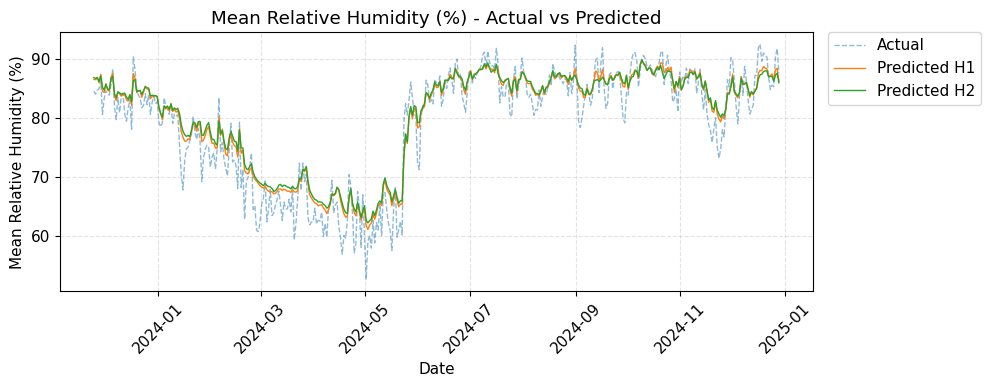 Mean Relative Humidity (%) - Actual vs Predicted
Mean Relative Humidity (%)
90
80
70
60
2024-01
2024-03
2024-05
2024-07
2024-09
2024-11
2025-01
Date
Actual
Predicted H1
Predicted H2